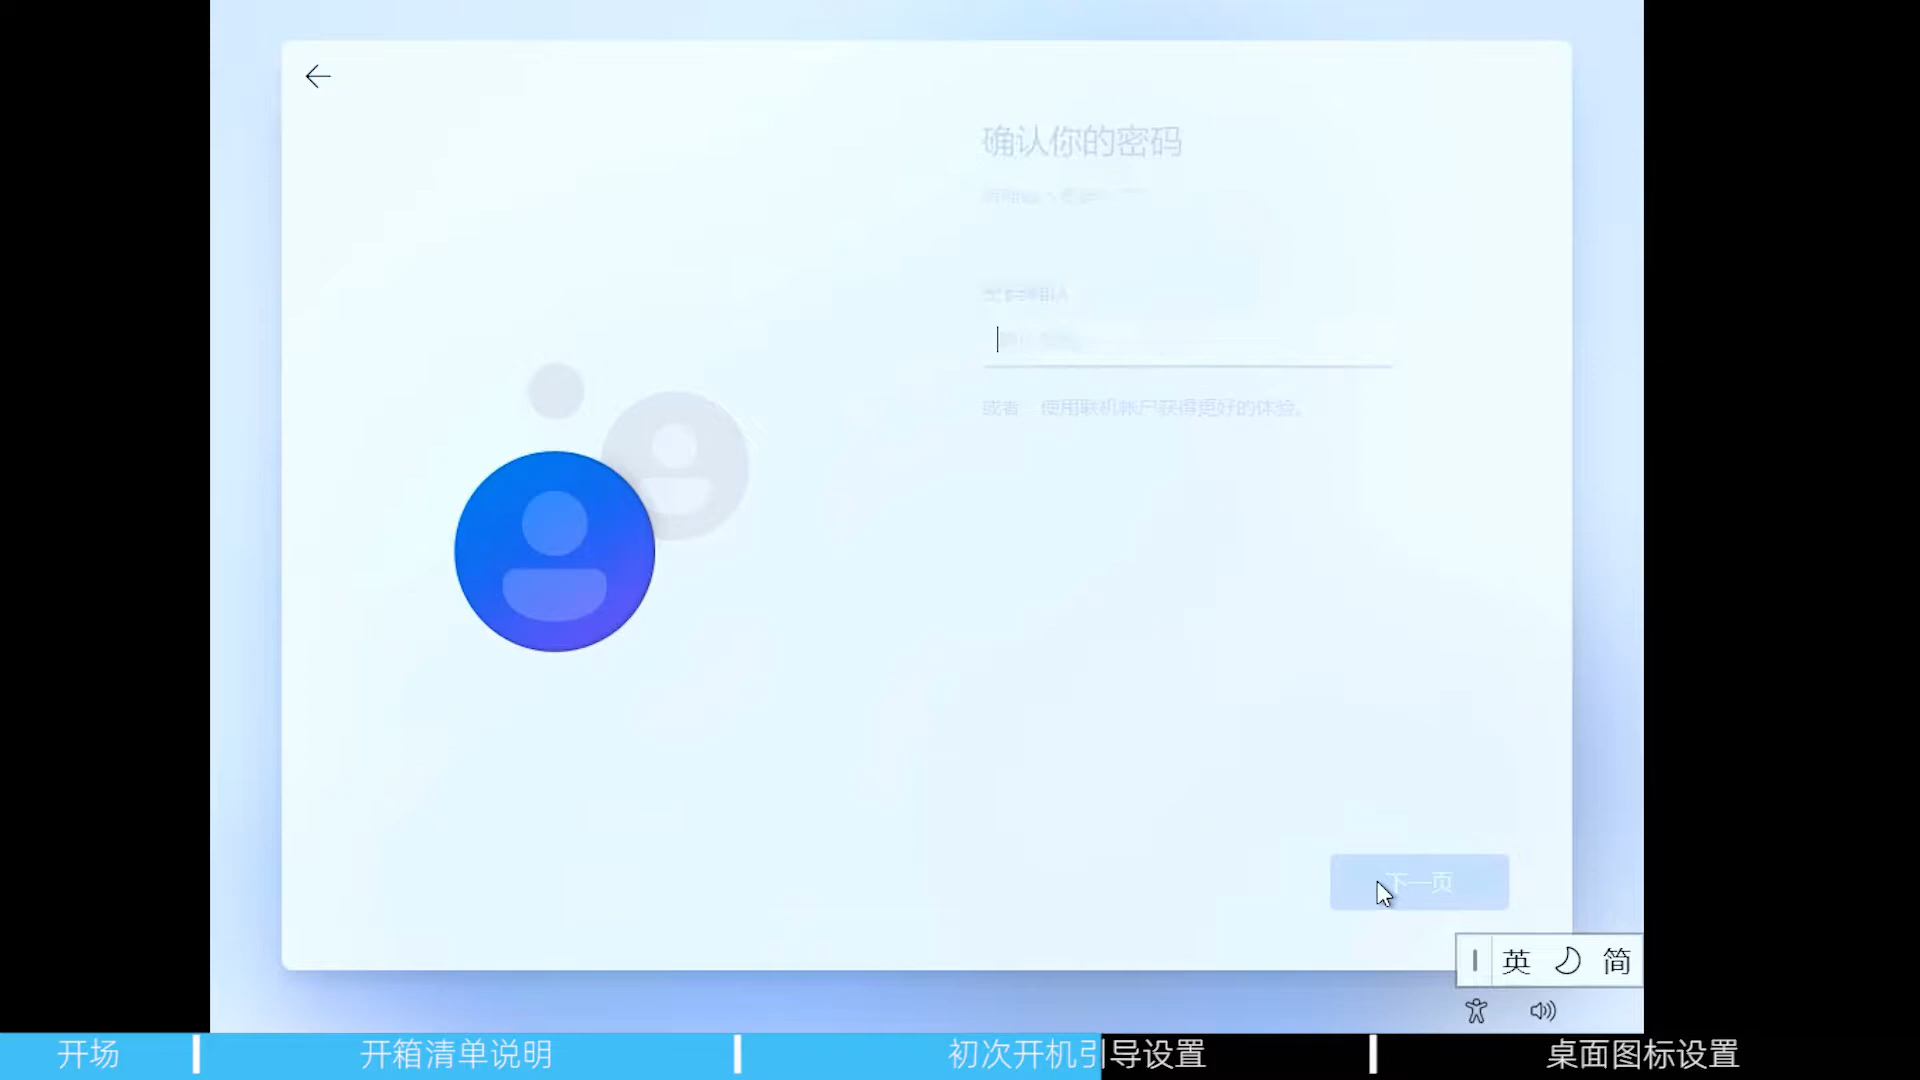 确认你的密码
或者，使用联机帐户获得更好的体验。
下一页
英 简
开场 开箱清单说明 初次开机引导设置 桌面图标设置